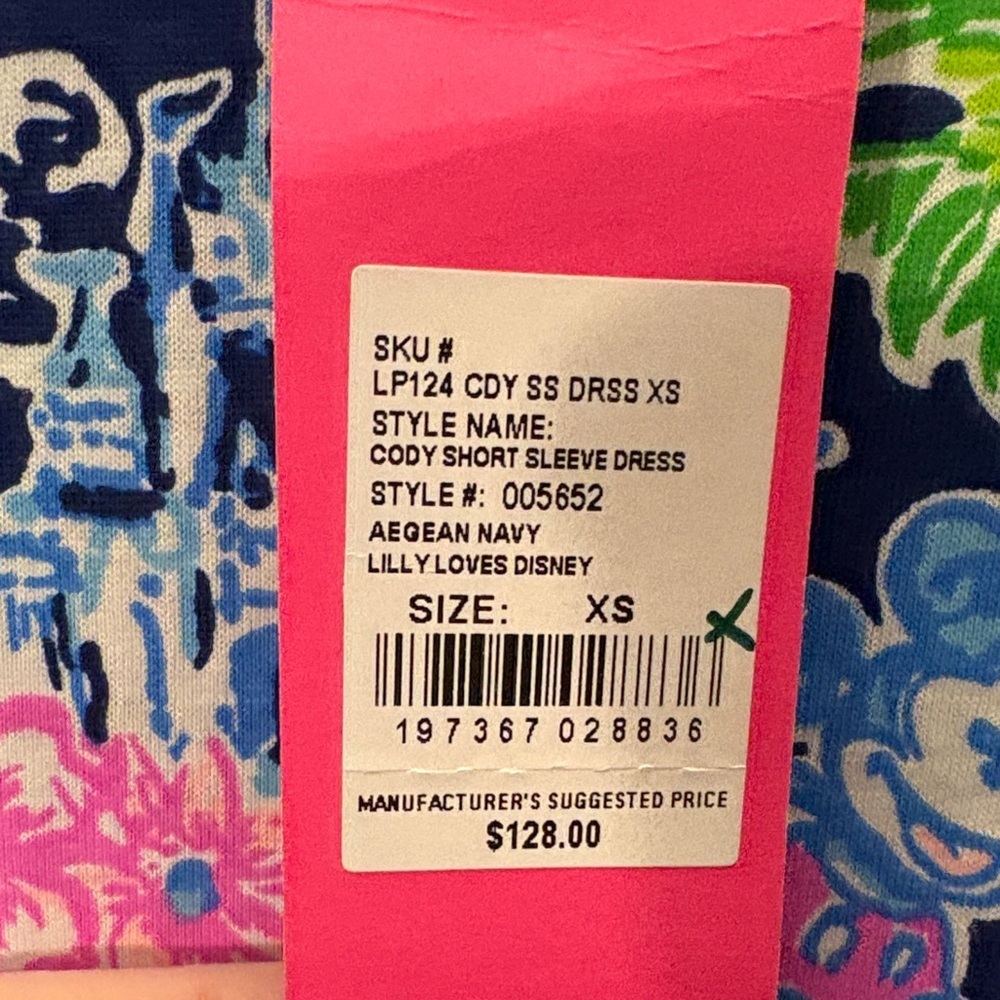 SKU #
LP124 CDY SS DRSS XS
STYLE NAME:
CODY SHORT SLEEVE DRESS
STYLE #: 005652
AEGEAN NAVY
LILLY LOVES DISNEY
SIZE: XS
197367 028836
MANUFACTURER'S SUGGESTED PRICE
$128.00